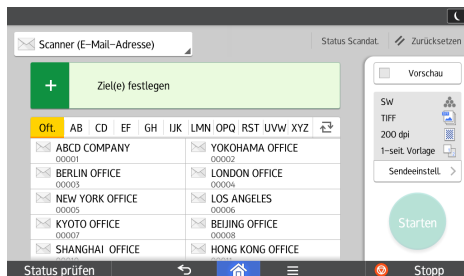 Scanner (E-Mail-Adresse)
Status Scandat.
Zurücksetzen
+ Ziel(e) festlegen
Vorschau
Oft. AB CD EF GH IJK LMN OPQ RST UVW XYZ
ABCD COMPANY
00001
YOKOHAMA OFFICE
00002
BERLIN OFFICE
00003
LONDON OFFICE
00004
NEW YORK OFFICE
00005
LOS ANGELES
00006
KYOTO OFFICE
00007
BEIJING OFFICE
00008
SHANGHAI OFFICE
HONG KONG OFFICE
SW
TIFF
200 dpi
1-seit. Vorlage
Sendeeinstell.
Starten
Status prüfen
Stopp